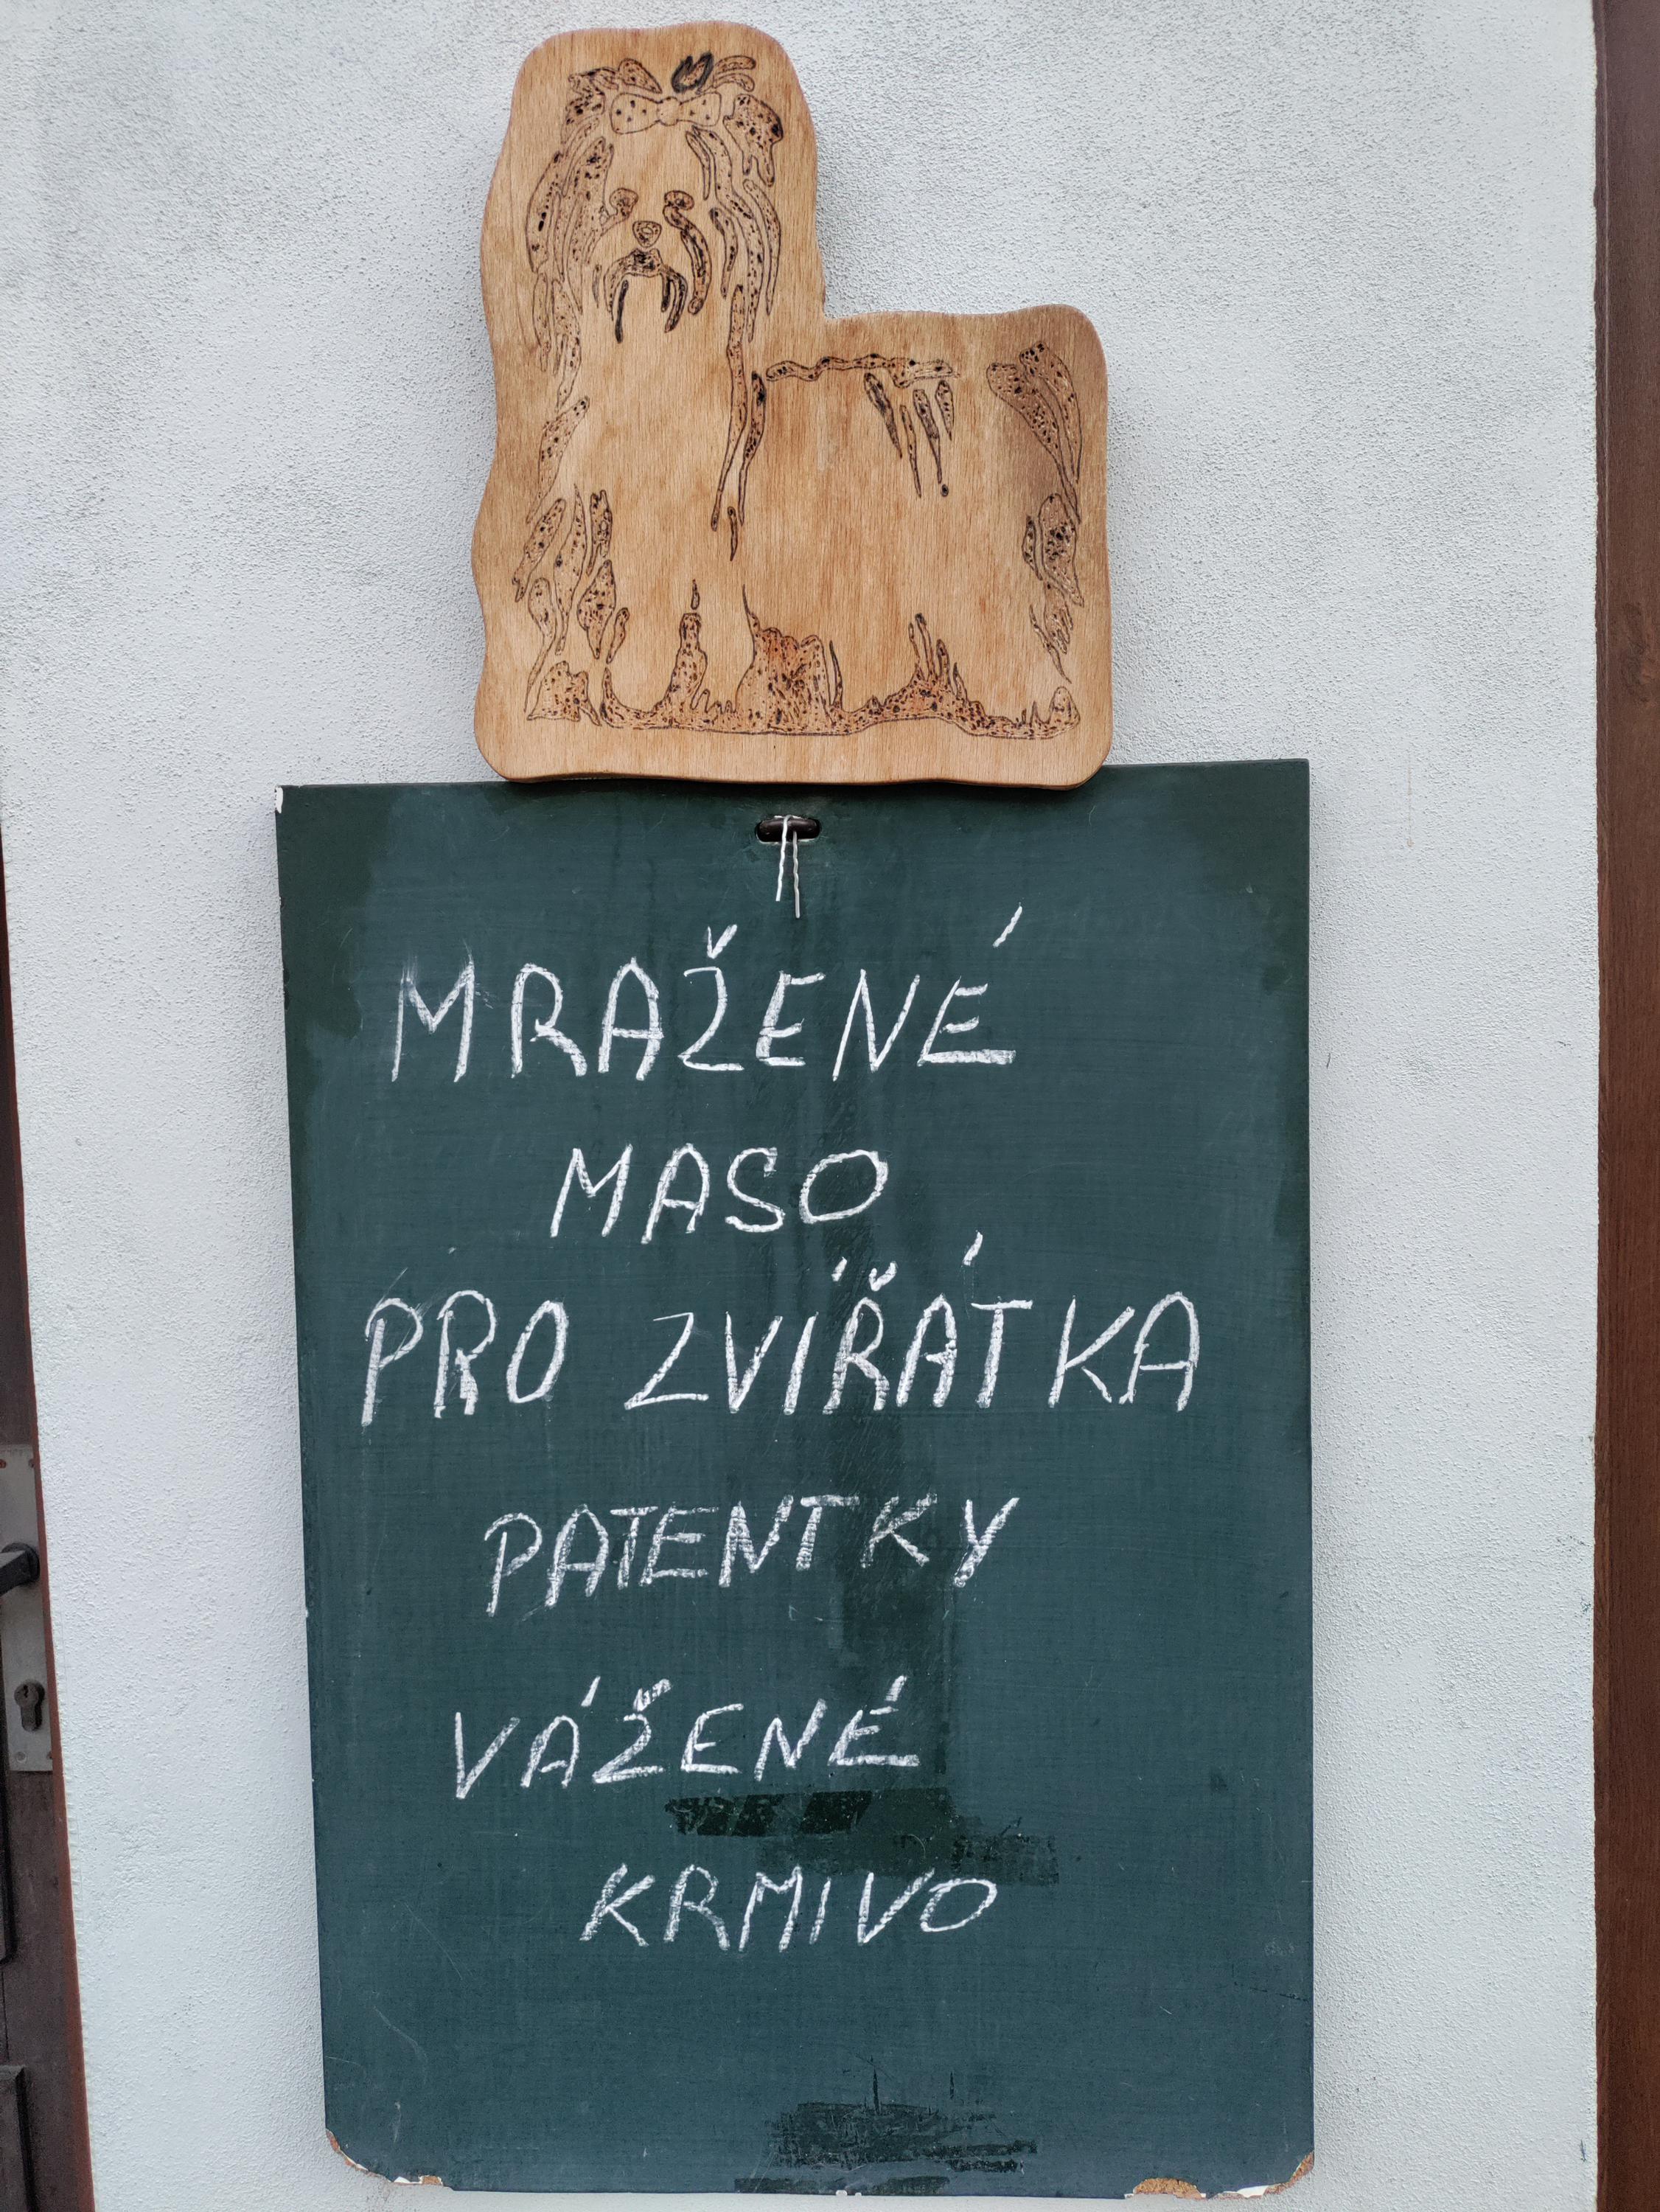 MRAŽENÉ
MASO
PRO ZVÍŘÁTKA
PATENTKY
VÁŽENÉ
KRMIVO